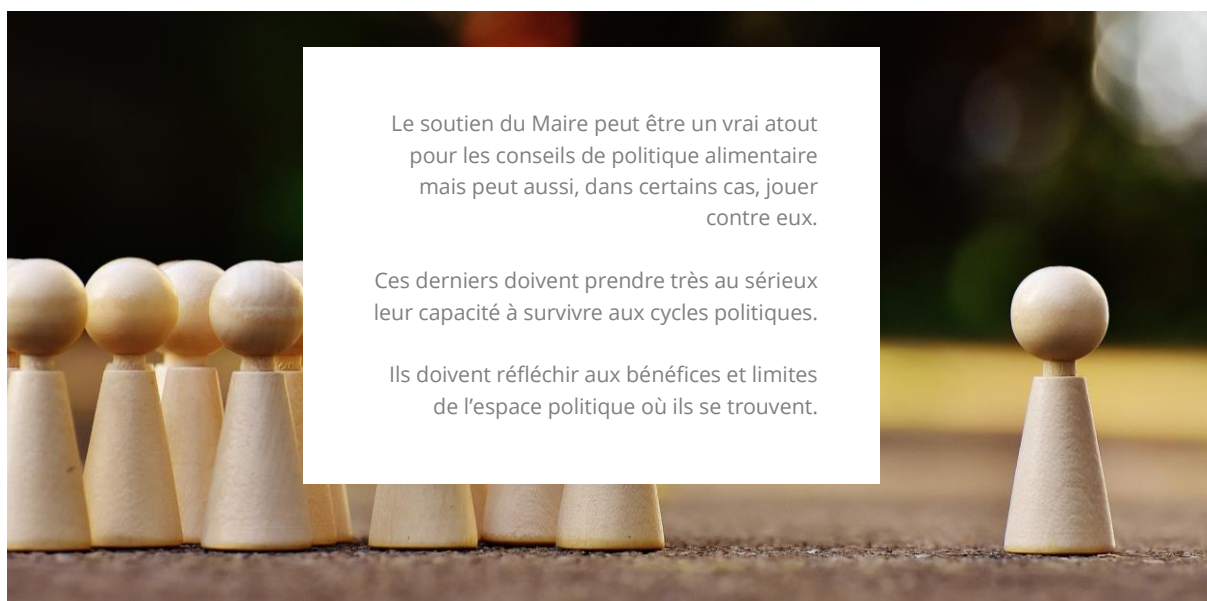 Le soutien du Maire peut être un vrai atout
pour les conseils de politique alimentaire
mais peut aussi, dans certains cas, jouer
contre eux.
Ces derniers doivent prendre très au sérieux
leur capacité à survivre aux cycles politiques.
Ils doivent réfléchir aux bénéfices et limites
de l’espace politique où ils se trouvent.